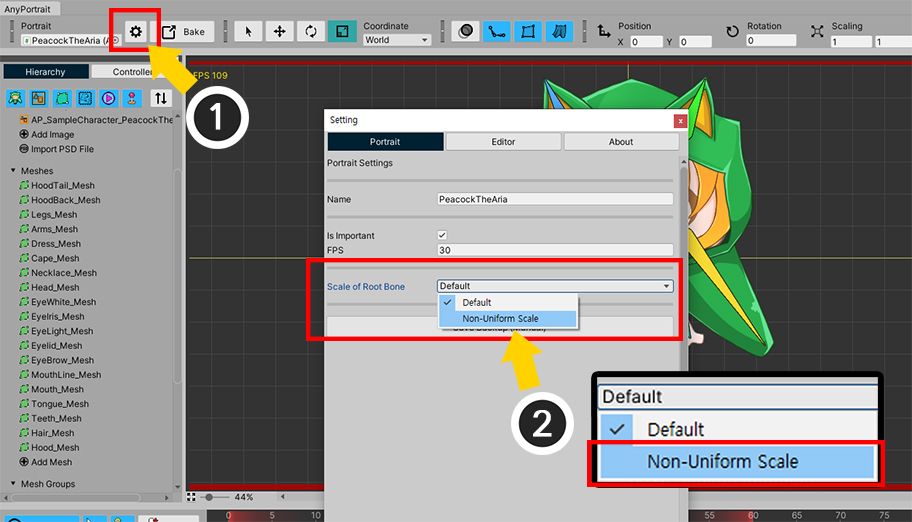 AnyPortrait
Portrait
PeacockTheAria (A
Bake
Coordinate
World
Position
X 0 Y 0
Rotation
0
Scaling
1 1
Hierarchy
Controller
FPS 109
1
AP_SampleCharacter_PeacockThe
Add Image
Import PSD File
Meshes
HoodTail_Mesh
HoodBack_Mesh
Legs_Mesh
Arms_Mesh
Dress_Mesh
Cape_Mesh
Necklace_Mesh
Head_Mesh
EyeWhite_Mesh
EyeIris_Mesh
EyeLight_Mesh
Eyelid_Mesh
EyeBrow_Mesh
MouthLine_Mesh
Mouth_Mesh
Tongue_Mesh
Teeth_Mesh
Hair_Mesh
Hood_Mesh
Add Mesh
Mesh Groups
Setting
x
Portrait
Editor
About
Portrait Settings
Name
PeacockTheAria
Is Important
FPS
30
Scale of Root Bone
Default
Default
Non-Uniform Scale
Save Backup (Manual)
2
Default
Default
Non-Uniform Scale
44%
0 5 10
55 60 65 70 75